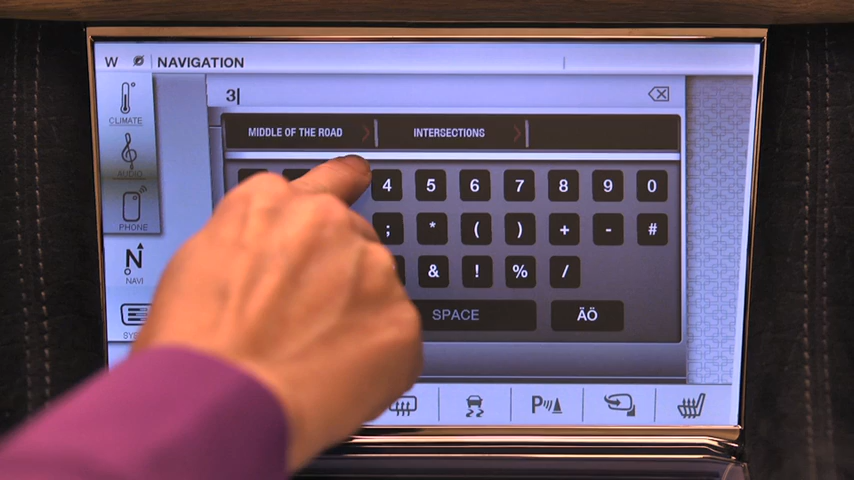 W NAVIGATION
3
CLIMATE
MIDDLE OF THE ROAD INTERSECTIONS
AUDIO
4 5 6 7 8 9 0
PHONE
; * ( ) + - #
NAVI
& ! % /
SPACE ÄÖ
P